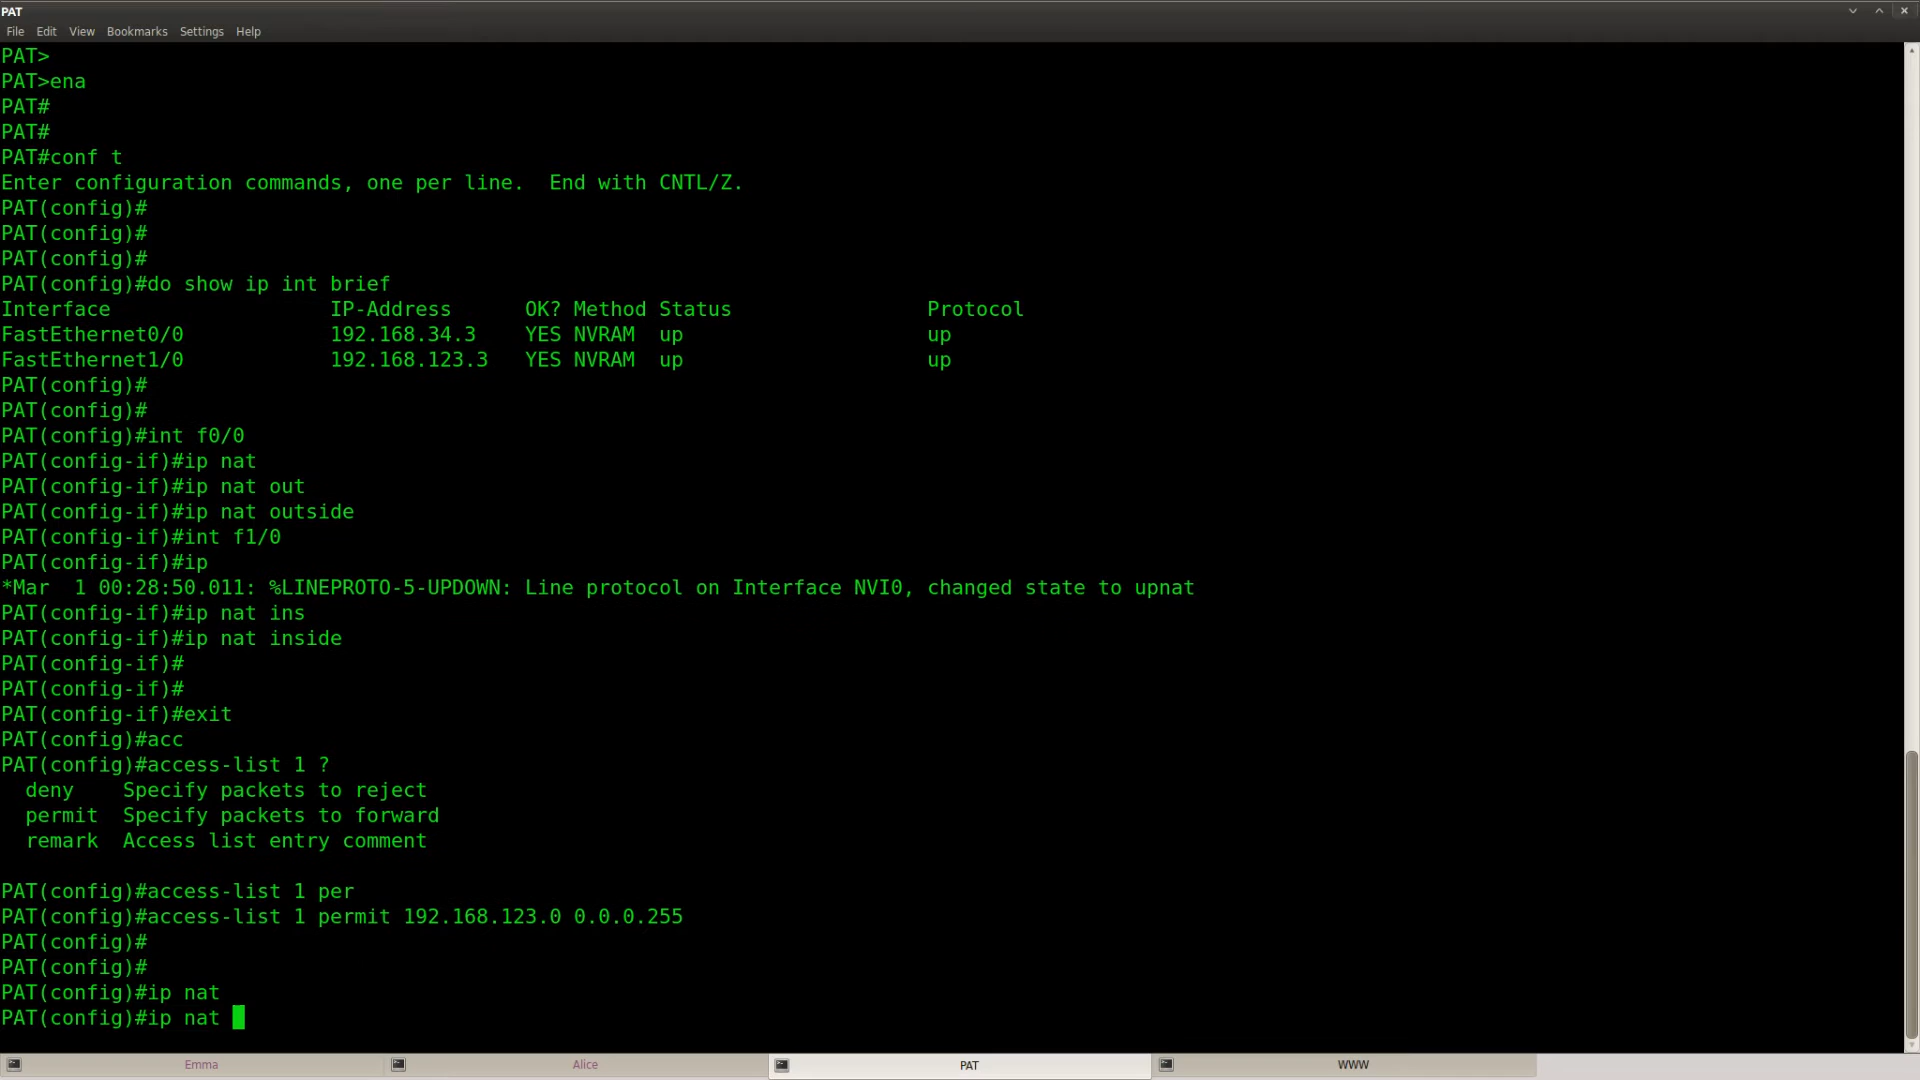 PAT
File Edit View Bookmarks Settings Help
PAT>
PAT>ena
PAT#
PAT#
PAT#conf t
Enter configuration commands, one per line.  End with CNTL/Z.
PAT(config)#
PAT(config)#
PAT(config)#
PAT(config)#do show ip int brief
Interface                  IP-Address      OK? Method Status                Protocol
FastEthernet0/0            192.168.34.3    YES NVRAM  up                    up
FastEthernet1/0            192.168.123.3   YES NVRAM  up                    up
PAT(config)#
PAT(config)#
PAT(config)#int f0/0
PAT(config-if)#ip nat
PAT(config-if)#ip nat out
PAT(config-if)#ip nat outside
PAT(config-if)#int f1/0
PAT(config-if)#ip
*Mar  1 00:28:50.011: %LINEPROTO-5-UPDOWN: Line protocol on Interface NVI0, changed state to upnat
PAT(config-if)#ip nat ins
PAT(config-if)#ip nat inside
PAT(config-if)#
PAT(config-if)#
PAT(config-if)#exit
PAT(config)#acc
PAT(config)#access-list 1 ?
  deny    Specify packets to reject
  permit  Specify packets to forward
  remark  Access list entry comment
PAT(config)#access-list 1 per
PAT(config)#access-list 1 permit 192.168.123.0 0.0.0.255
PAT(config)#
PAT(config)#
PAT(config)#ip nat
PAT(config)#ip nat
Emma Alice PAT WWW